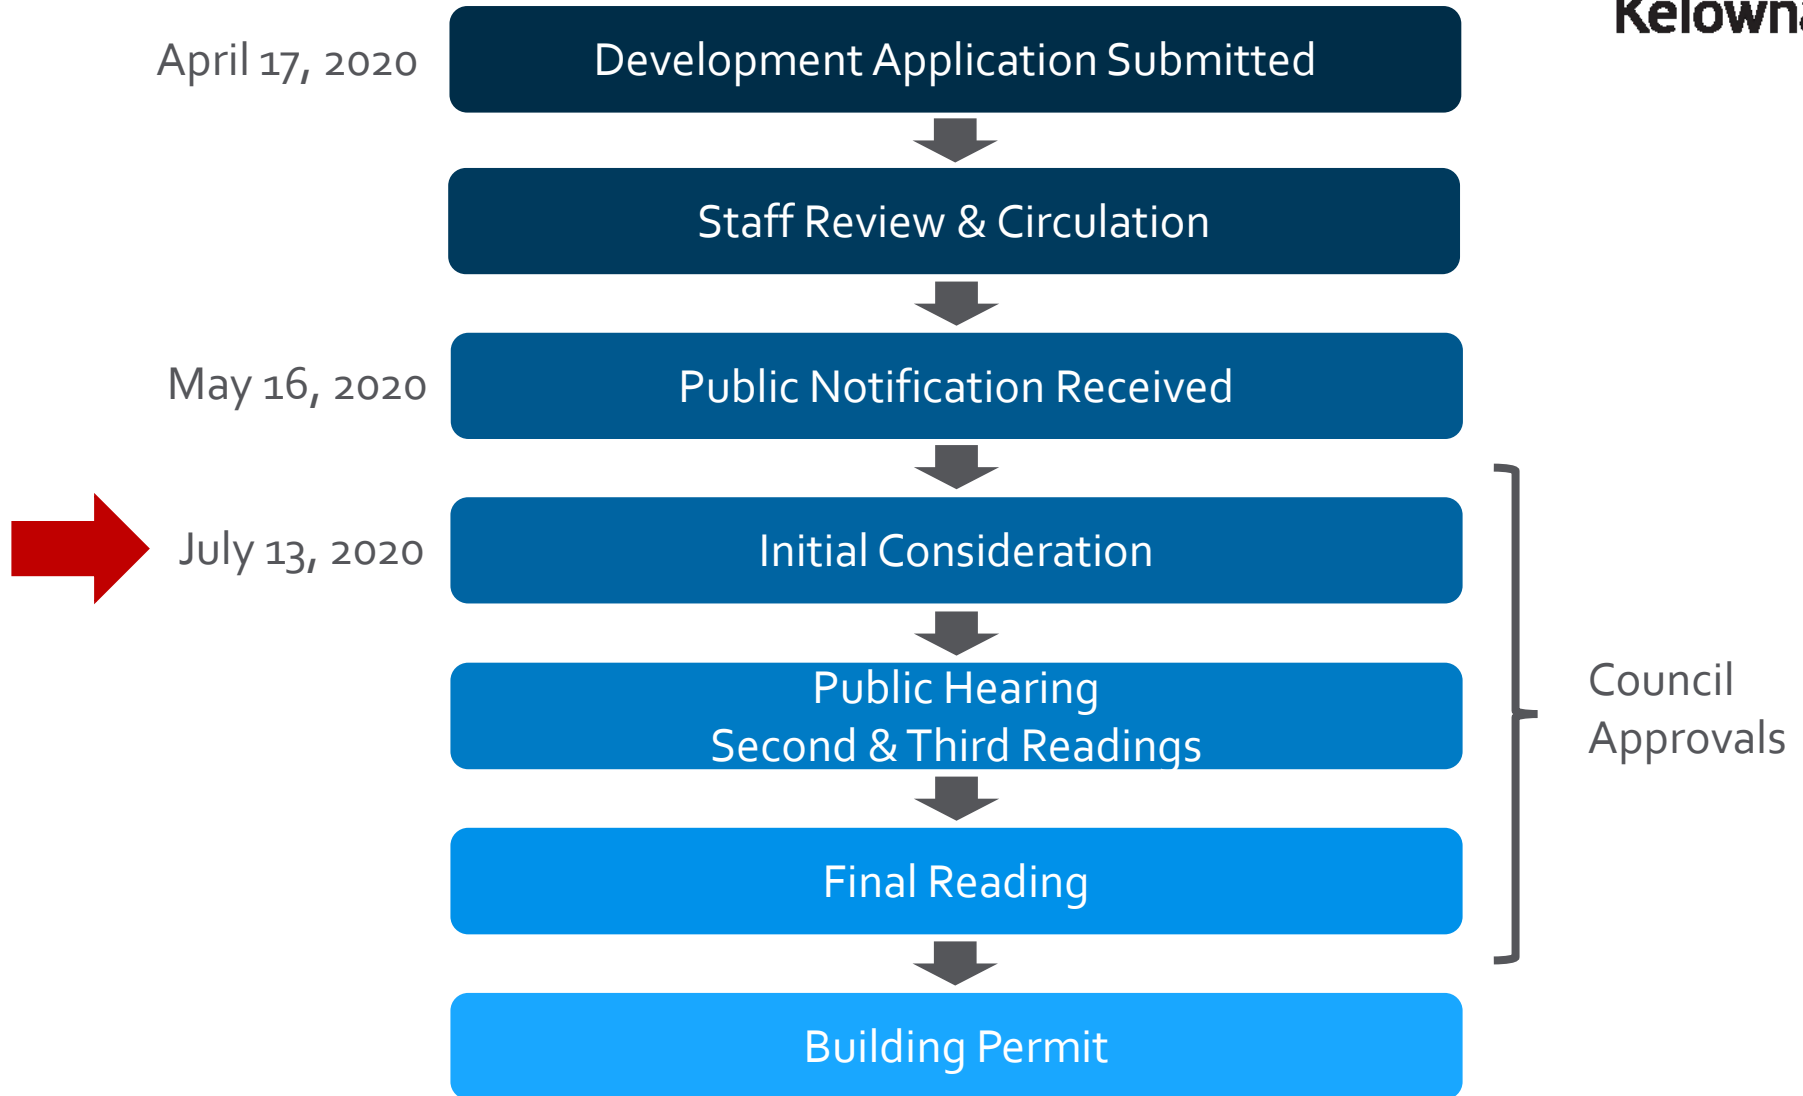 Kelowna
April 17, 2020
Development Application Submitted
Staff Review & Circulation
May 16, 2020
Public Notification Received
July 13, 2020
Initial Consideration
Public Hearing
Second & Third Readings
Council
Approvals
Final Reading
Building Permit